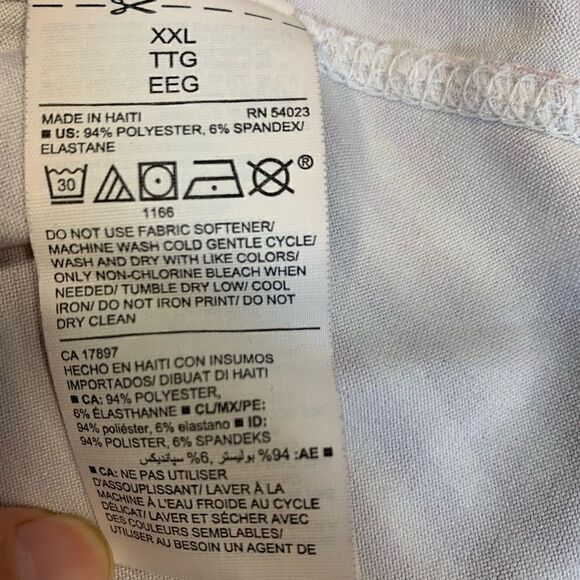 XXL
TTG
EEG
MADE IN HAITI RN 54023
■ US: 94% POLYESTER, 6% SPANDEX/
ELASTANE
30 ®
1166
DO NOT USE FABRIC SOFTENER/
MACHINE WASH COLD GENTLE CYCLE/
WASH AND DRY WITH LIKE COLORS/
ONLY NON-CHLORINE BLEACH WHEN
NEEDED/ TUMBLE DRY LOW/ COOL
IRON/ DO NOT IRON PRINT/ DO NOT
DRY CLEAN
CA 17897
HECHO EN HAITI CON INSUMOS
IMPORTADOS/ DIBUAT DI HAITI
■ CA: 94% POLYESTER,
6% ÉLASTHANNE ■ CL/MX/PE:
94% poliéster, 6% elastano ■ ID:
94% POLISTER, 6% SPANDEKS
■ AE: 94% بوليستر, 6% سپانديكس
■ CA: NE PAS UTILISER
D'ASSOUPLISSANT/ LAVER À LA
MACHINE À L'EAU FROIDE AU CYCLE
DÉLICAT/ LAVER ET SÉCHER AVEC
DES COULEURS SEMBLABLES/
UTILISER AU BESOIN UN AGENT DE